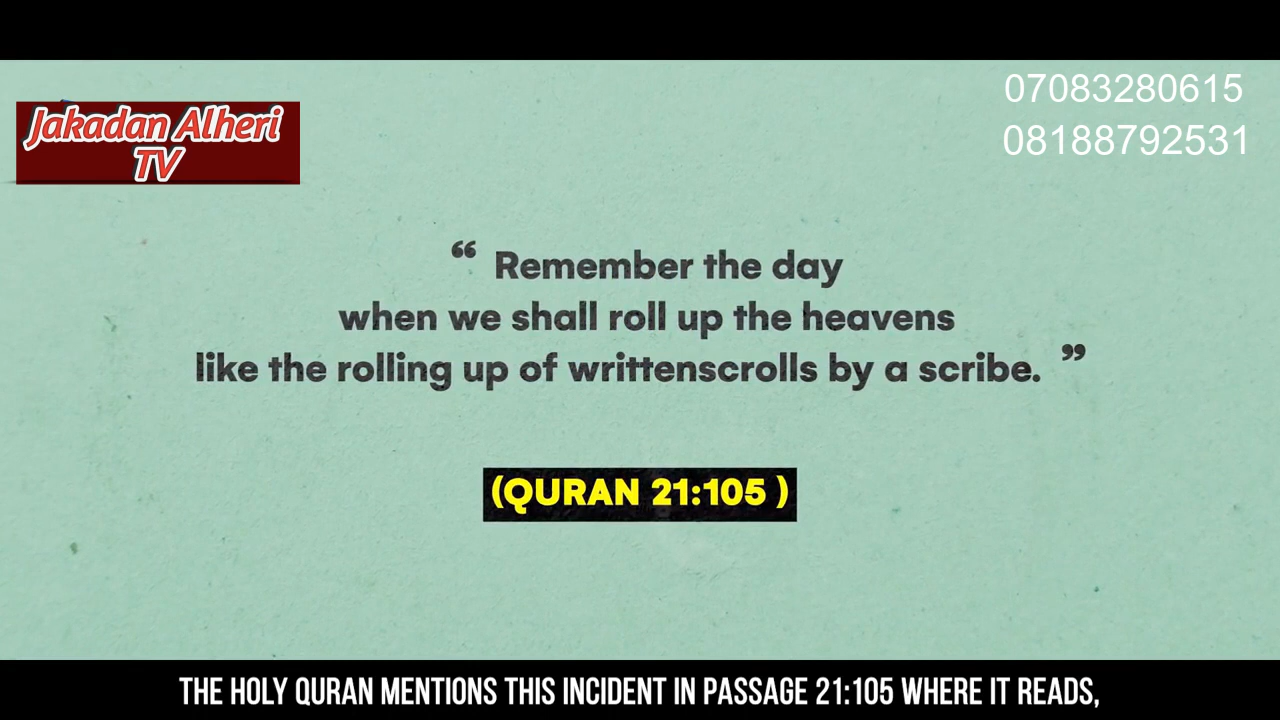 Jakadan Alheri
TV
07083280615
08188792531
“ Remember the day
when we shall roll up the heavens
like the rolling up of writtenscrolls by a scribe. ”
(QURAN 21:105 )
THE HOLY QURAN MENTIONS THIS INCIDENT IN PASSAGE 21:105 WHERE IT READS,